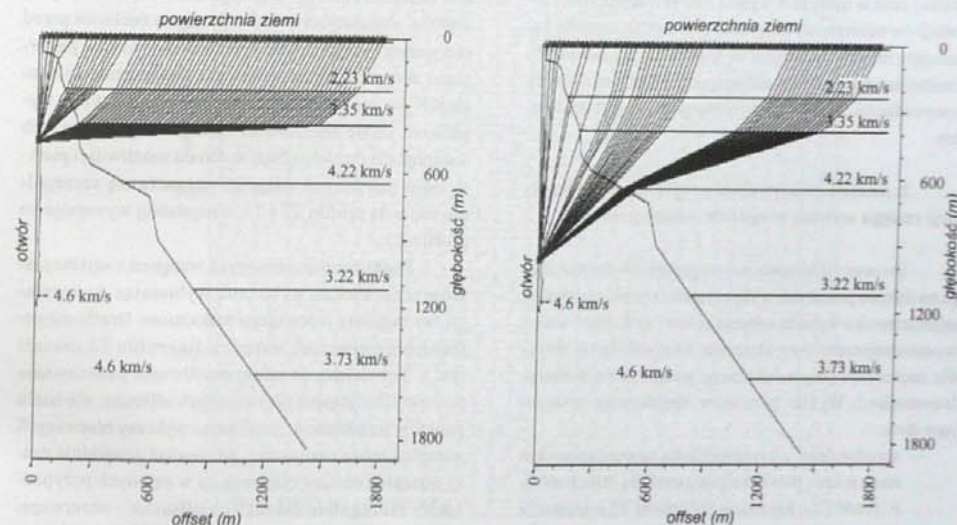 powierzchnia ziemi
0
2.23 km/s
3.35 km/s
4.22 km/s
600
głębokość (m)
otwór
3.22 km/s
4.6 km/s
1200
4.6 km/s
3.73 km/s
1800
600
1200
1800
offset (m)
powierzchnia ziemi
0
2.23 km/s
3.35 km/s
4.22 km/s
600
głębokość (m)
otwór
3.22 km/s
4.6 km/s
1200
4.6 km/s
3.73 km/s
1800
600
1200
1800
offset (m)